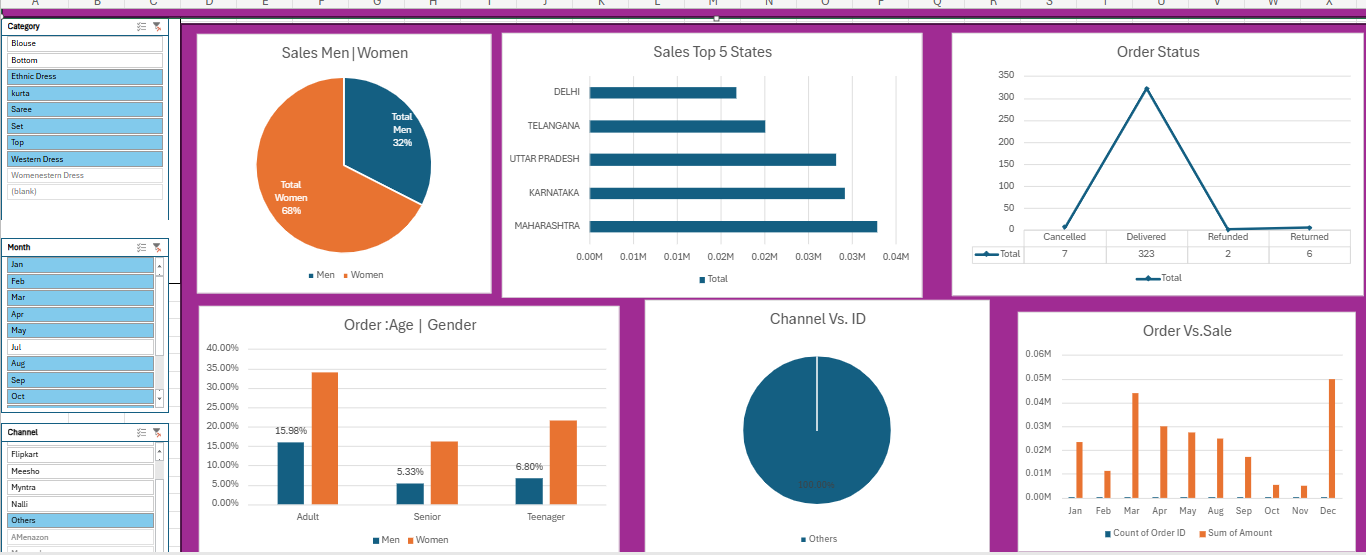 A B C D E F G H I J K L M N O P Q R S T U V W X
Category
Blouse
Bottom
Ethnic Dress
kurta
Saree
Set
Top
Western Dress
Womenestern Dress
(blank)
Month
Jan
Feb
Mar
Apr
May
Jul
Aug
Sep
Oct
Channel
Flipkart
Meesho
Myntra
Nalli
Others
AMenazon
Sales Men|Women
Total
Men
32%
Total
Women
68%
Men Women
Sales Top 5 States
DELHI
TELANGANA
UTTAR PRADESH
KARNATAKA
MAHARASHTRA
0.00M 0.01M 0.01M 0.02M 0.02M 0.03M 0.03M 0.04M
Total
Order Status
350
300
250
200
150
100
50
0
Cancelled Delivered Refunded Returned
Total 7 323 2 6
Total
Order :Age | Gender
40.00%
35.00%
30.00%
25.00%
20.00%
15.00%
10.00%
5.00%
0.00%
15.98%
5.33%
6.80%
Adult Senior Teenager
Men Women
Channel Vs. ID
100.00%
Others
Order Vs.Sale
0.06M
0.05M
0.04M
0.03M
0.02M
0.01M
0.00M
Jan Feb Mar Apr May Aug Sep Oct Nov Dec
Count of Order ID Sum of Amount